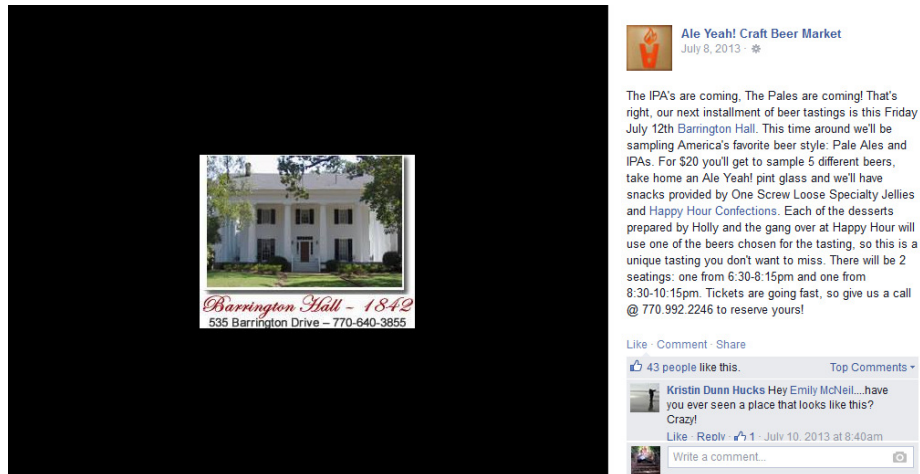 Barrington Hall - 1842
535 Barrington Drive – 770-640-3855
Ale Yeah! Craft Beer Market
July 8, 2013 ·
The IPA's are coming, The Pales are coming! That's
right, our next installment of beer tastings is this Friday
July 12th Barrington Hall. This time around we'll be
sampling America's favorite beer style: Pale Ales and
IPAs. For $20 you'll get to sample 5 different beers,
take home an Ale Yeah! pint glass and we'll have
snacks provided by One Screw Loose Specialty Jellies
and Happy Hour Confections. Each of the desserts
prepared by Holly and the gang over at Happy Hour will
use one of the beers chosen for the tasting, so this is a
unique tasting you don't want to miss. There will be 2
seatings: one from 6:30-8:15pm and one from
8:30-10:15pm. Tickets are going fast, so give us a call
@ 770.992.2246 to reserve yours!
Like · Comment · Share
43 people like this.
Top Comments
Kristin Dunn Hucks Hey Emily McNeil....have
you ever seen a place that looks like this?
Crazy!
Like · Reply · 1 · July 10, 2013 at 8:40am
Write a comment...